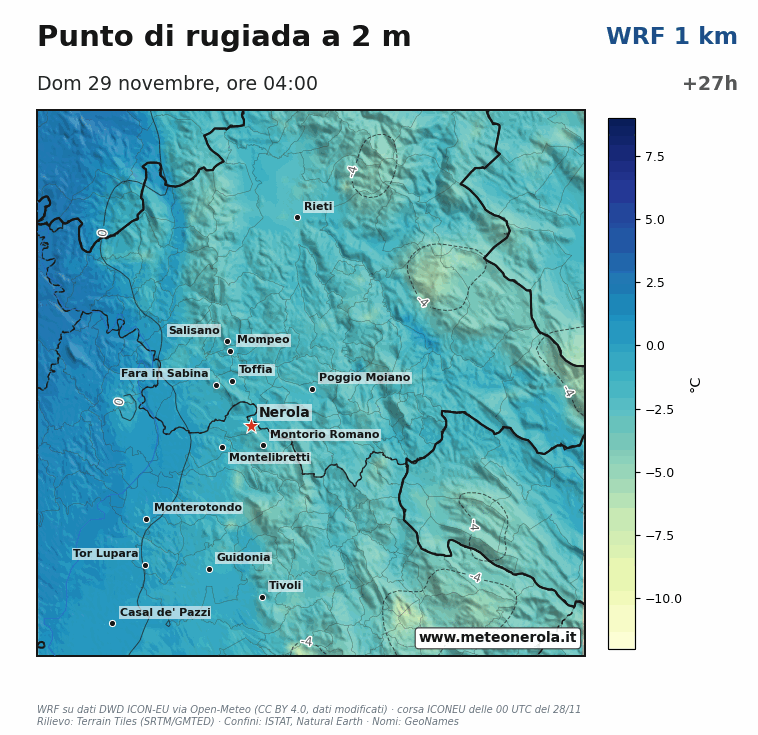 Punto di rugiada a 2 m
WRF 1 km
Dom 29 novembre, ore 04:00
+27h
-4
Rieti
0
-4
Salisano
Mompeo
Toffia
Fara in Sabina
Poggio Moiano
-4
0
Nerola
Montorio Romano
Montelibretti
Monterotondo
-4
Tor Lupara
Guidonia
-4
Tivoli
Casal de' Pazzi
-4
www.meteonerola.it
7.5
5.0
2.5
0.0
−2.5
−5.0
−7.5
−10.0
°C
WRF su dati DWD ICON-EU via Open-Meteo (CC BY 4.0, dati modificati) · corsa ICONEU delle 00 UTC del 28/11
Rilievo: Terrain Tiles (SRTM/GMTED) · Confini: ISTAT, Natural Earth · Nomi: GeoNames